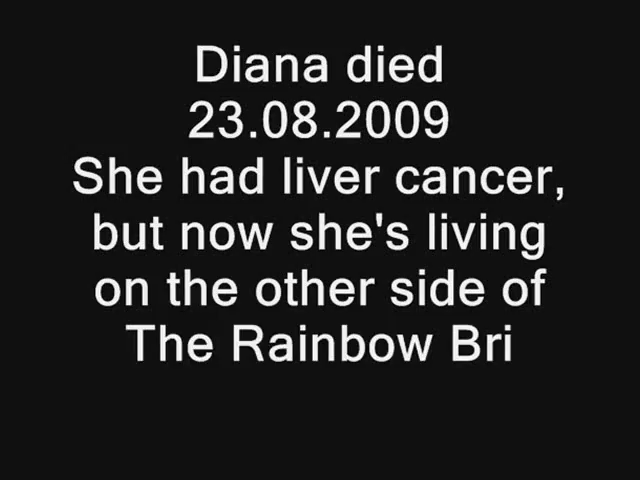 Diana died
23.08.2009
She had liver cancer,
but now she's living
on the other side of
The Rainbow Bri